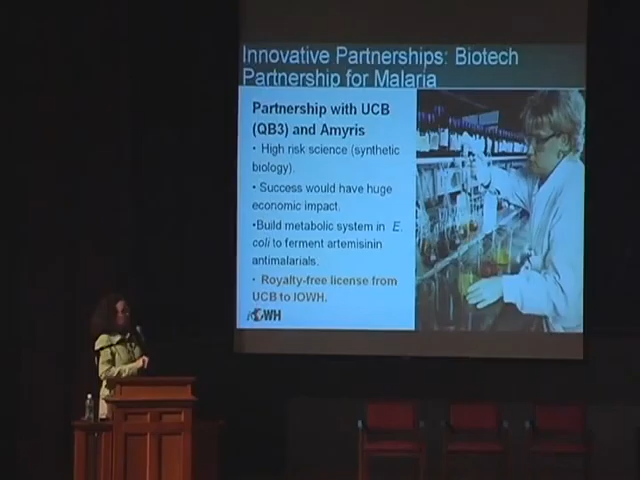 Innovative Partnerships: Biotech
Partnership for Malaria
Partnership with UCB
(QB3) and Amyris
• High risk science (synthetic
biology).
• Success would have huge
economic impact.
•Build metabolic system in E.
coli to ferment artemisinin
antimalarials.
• Royalty-free license from
UCB to IOWH.
iOWH